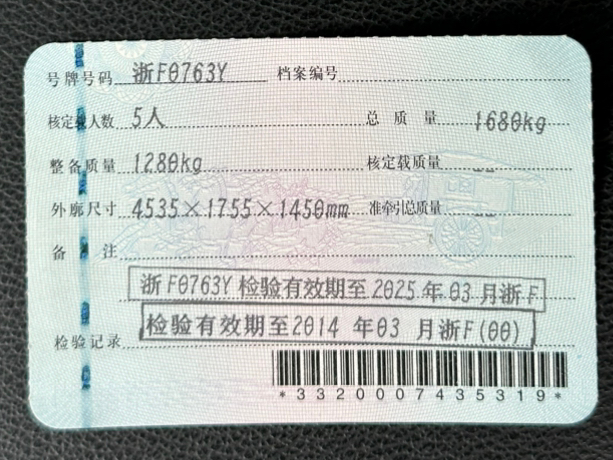 号牌号码 浙F0763Y 档案编号
核定载人数 5人 总质量 1680kg
整备质量 1280kg 核定载质量 --
外廓尺寸 4535×1755×1450mm 准牵引总质量 --
备注
浙F0763Y 检验有效期至2025年03月浙F
检验记录 检验有效期至2014年03月浙F(00)
*3320007435319*